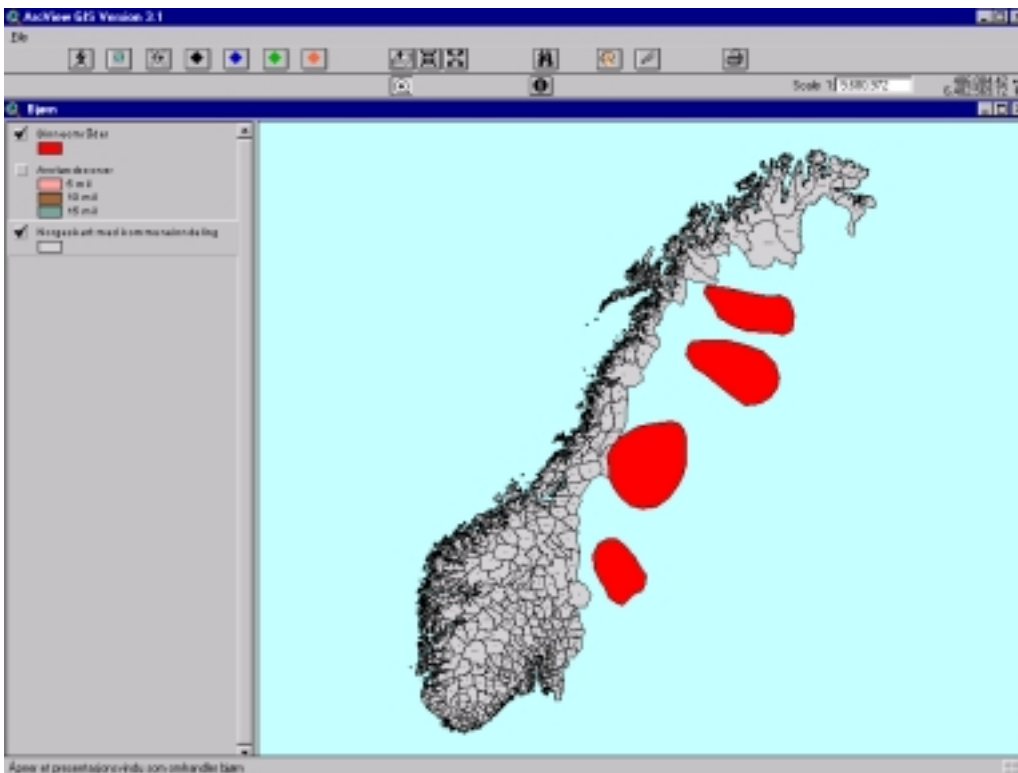 ArcView GIS Version 3.1
File
Scale 1:
Bjørn
Binneområder
Avstandssoner
5 mil
10 mil
15 mil
Norgeskart med kommuneinndeling
Åpner et presentasjonsvindu som omhandler bjørn